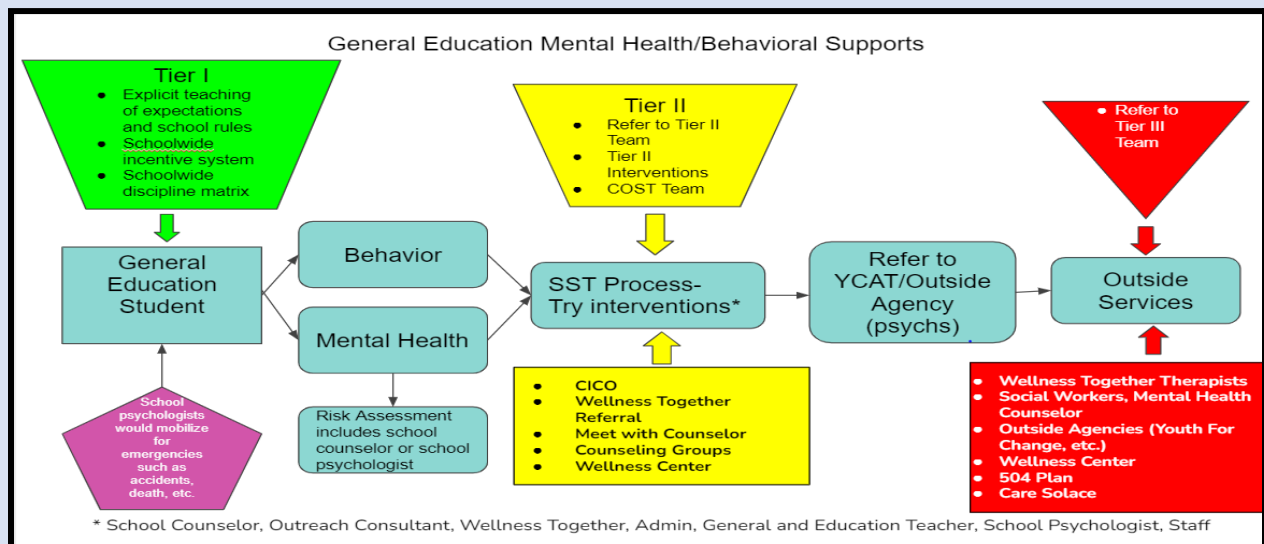 General Education Mental Health/Behavioral Supports
Tier I
● Explicit teaching
of expectations
and school rules
● Schoolwide
incentive system
● Schoolwide
discipline matrix
Tier II
● Refer to Tier II
Team
● Tier II
Interventions
● COST Team
● Refer to
Tier III
Team
General
Education
Student
Behavior
Mental Health
SST Process-
Try interventions*
Refer to
YCAT/Outside
Agency
(psychs)
Outside
Services
School
psychologists
would mobilize
for
emergencies
such as
accidents,
death, etc.
Risk Assessment
includes school
counselor or school
psychologist
● CICO
● Wellness Together
Referral
● Meet with Counselor
● Counseling Groups
● Wellness Center
● Wellness Together Therapists
● Social Workers, Mental Health
Counselor
● Outside Agencies (Youth For
Change, etc.)
● Wellness Center
● 504 Plan
● Care Solace
* School Counselor, Outreach Consultant, Wellness Together, Admin, General and Education Teacher, School Psychologist, Staff